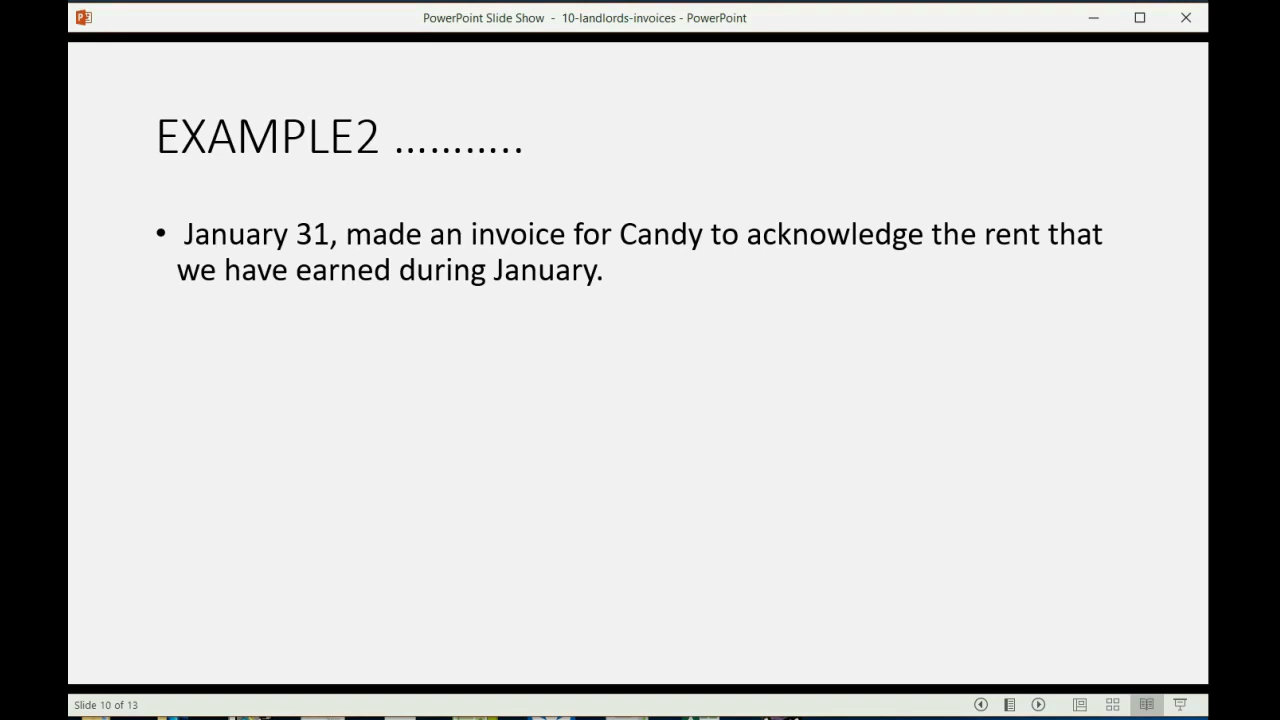 PowerPoint Slide Show - 10-landlords-invoices - PowerPoint
EXAMPLE2 ...........
• January 31, made an invoice for Candy to acknowledge the rent that
we have earned during January.
Slide 10 of 13